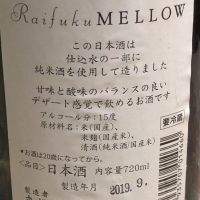 Raifuku MELLOW
この日本酒は
仕込水の一部に
純米酒を使用して造りました
甘味と酸味のバランスの良い
デザート感覚で飲めるお酒です
アルコール分:15度
原材料名:米(国産)、
米麹(国産米)、
清酒(純米酒/国産米)
要冷蔵
●お酒は20歳になってから。
〈品目〉日本酒 内容量720ml
製造年月 2019. 9.
製造者